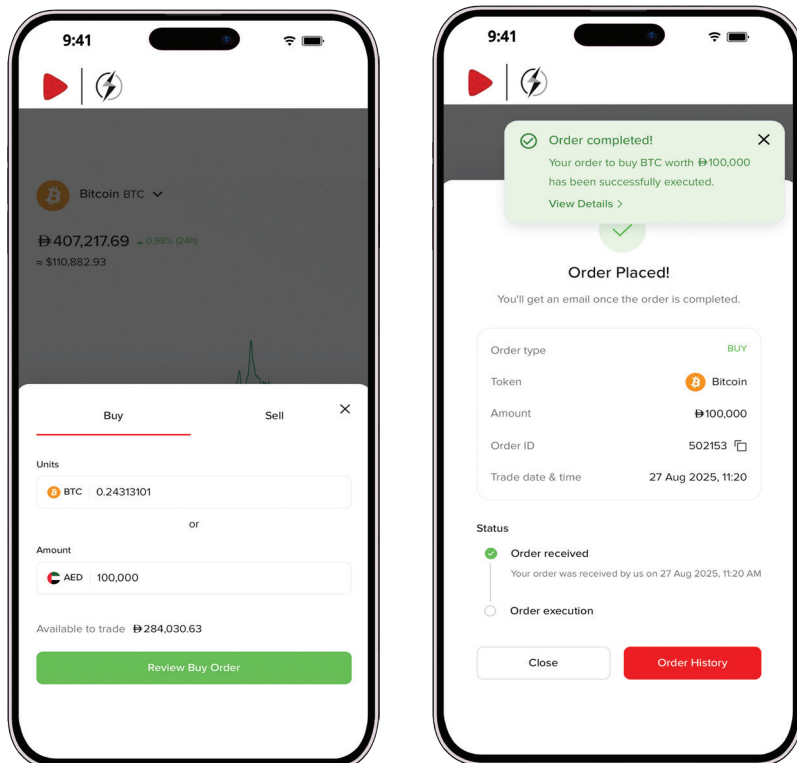 9:41
Bitcoin BTC
407,217.69 0.98% (24h)
≈ $110,882.93
Buy Sell
Units
BTC 0.24313101
or
Amount
AED 100,000
Available to trade 284,030.63
Review Buy Order
9:41
Order completed!
Your order to buy BTC worth 100,000
has been successfully executed.
View Details >
Order Placed!
You'll get an email once the order is completed.
Order type BUY
Token Bitcoin
Amount 100,000
Order ID 502153
Trade date & time 27 Aug 2025, 11:20
Status
Order received
Your order was received by us on 27 Aug 2025, 11:20 AM
Order execution
Close Order History